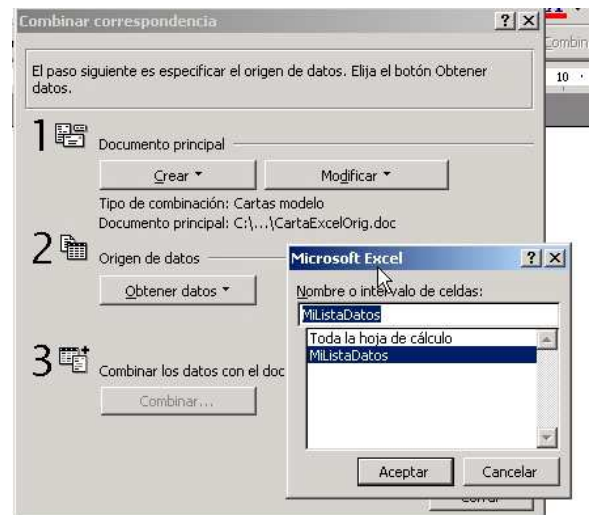 Combinar correspondencia
Combin
El paso siguiente es especificar el origen de datos. Elija el botón Obtener
datos.
10
1
Documento principal
Crear
Modificar
Tipo de combinación: Cartas modelo
Documento principal: C:\...\CartaExcelOrig.doc
2
Origen de datos
Obtener datos
Microsoft Excel
Nombre o intervalo de celdas:
MiListaDatos
Toda la hoja de cálculo
MiListaDatos
3
Combinar los datos con el doc
Combinar...
Aceptar
Cancelar